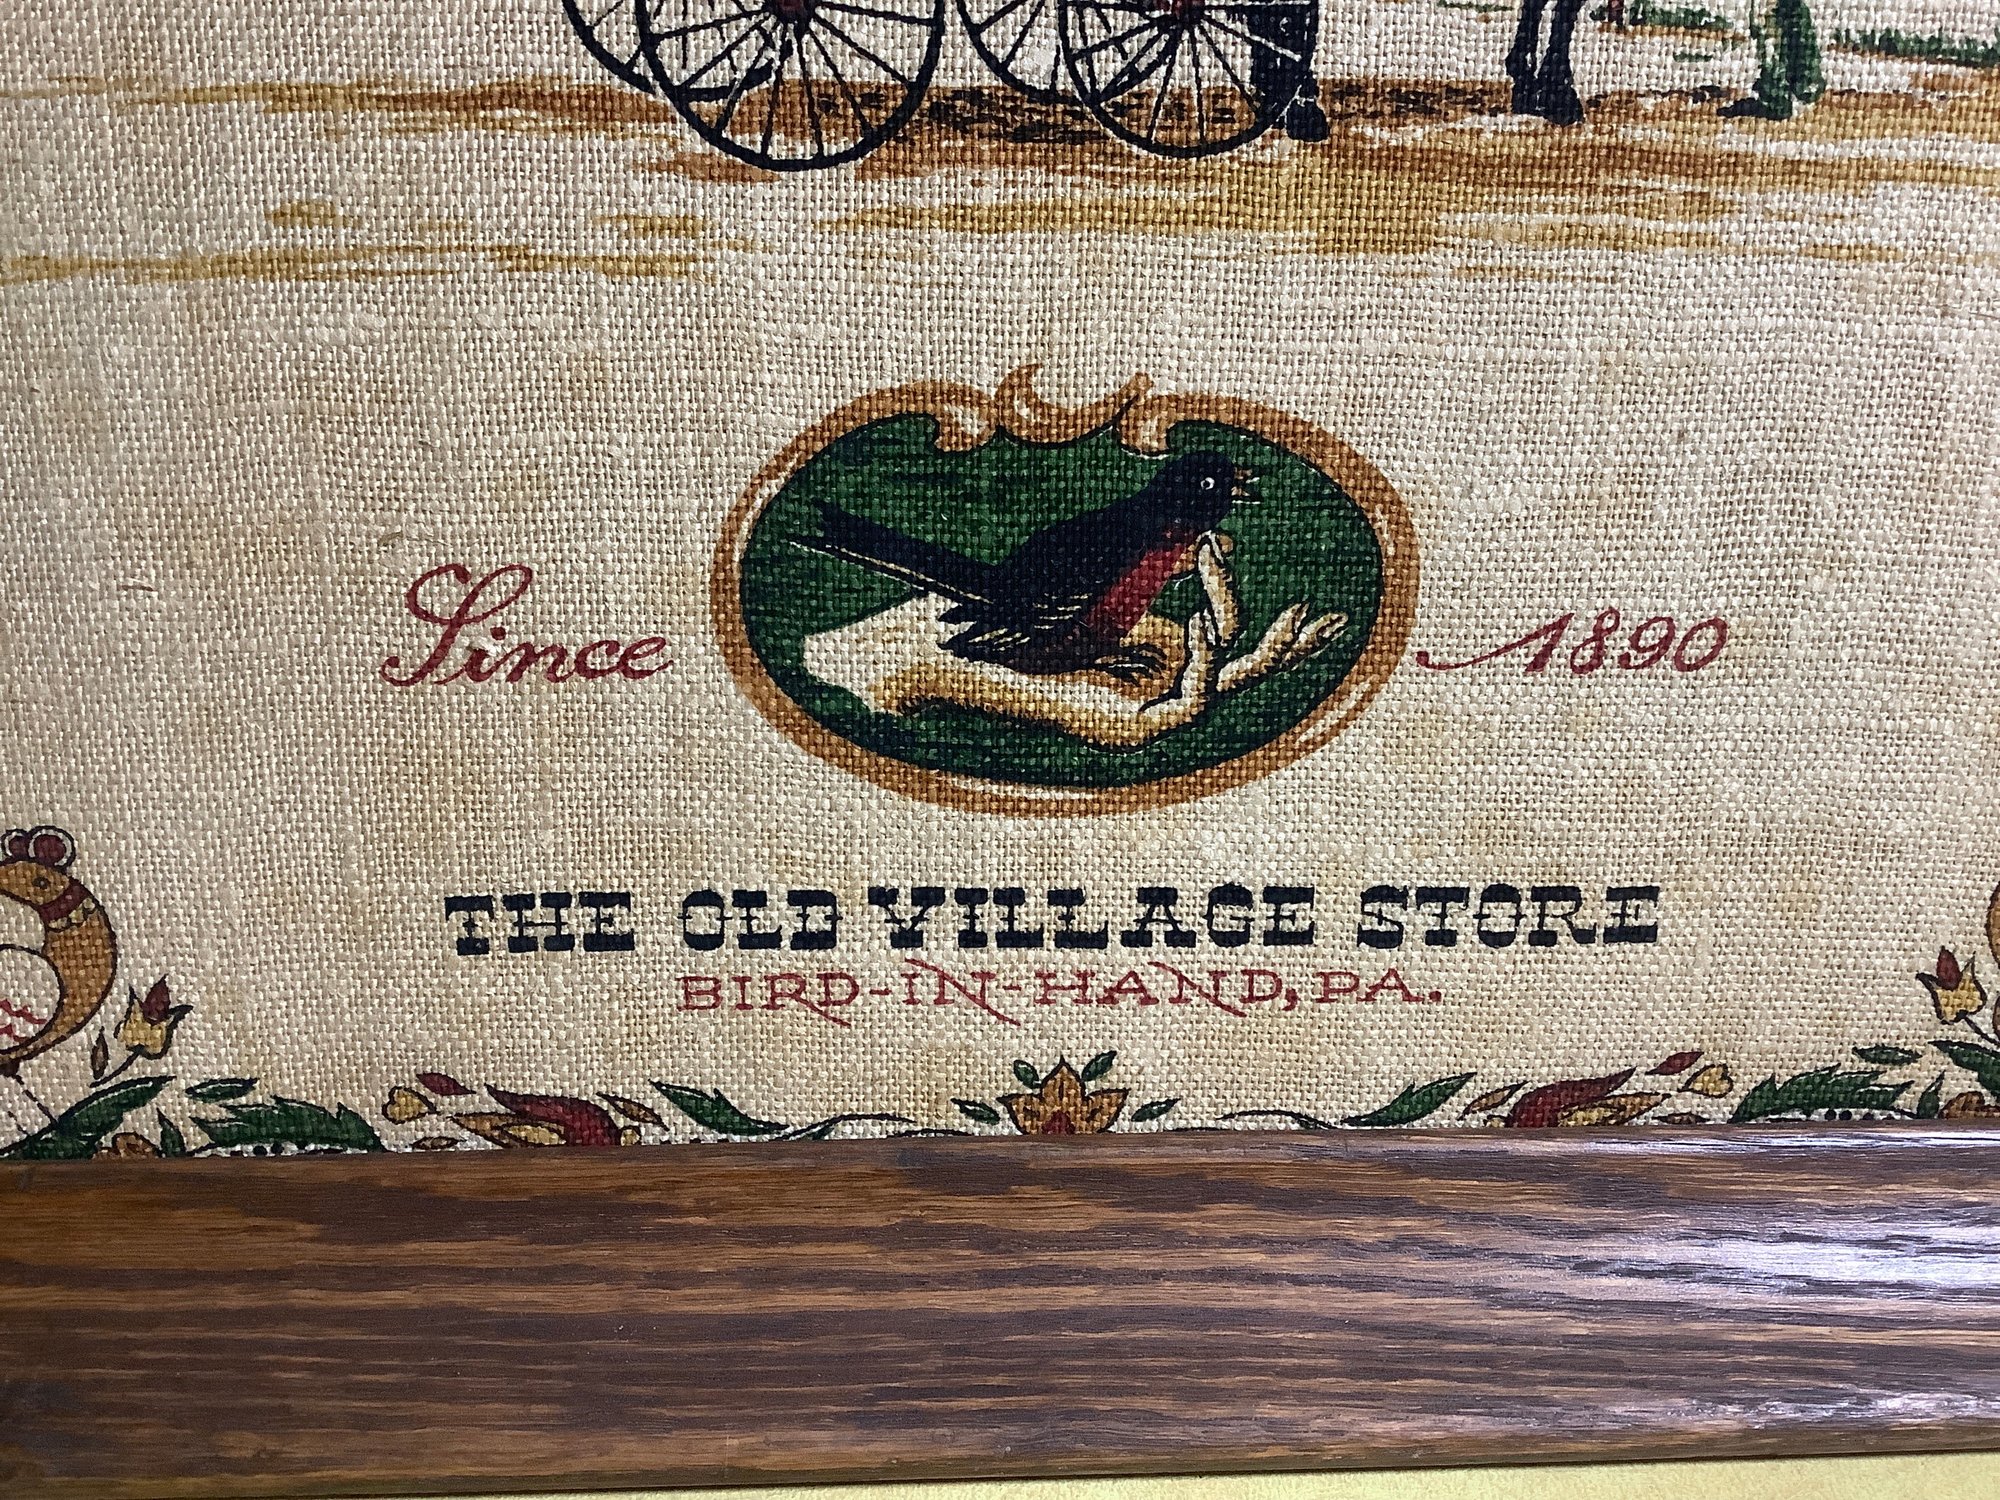 Since 1890
THE OLD VILLAGE STORE
BIRD-IN-HAND, PA.